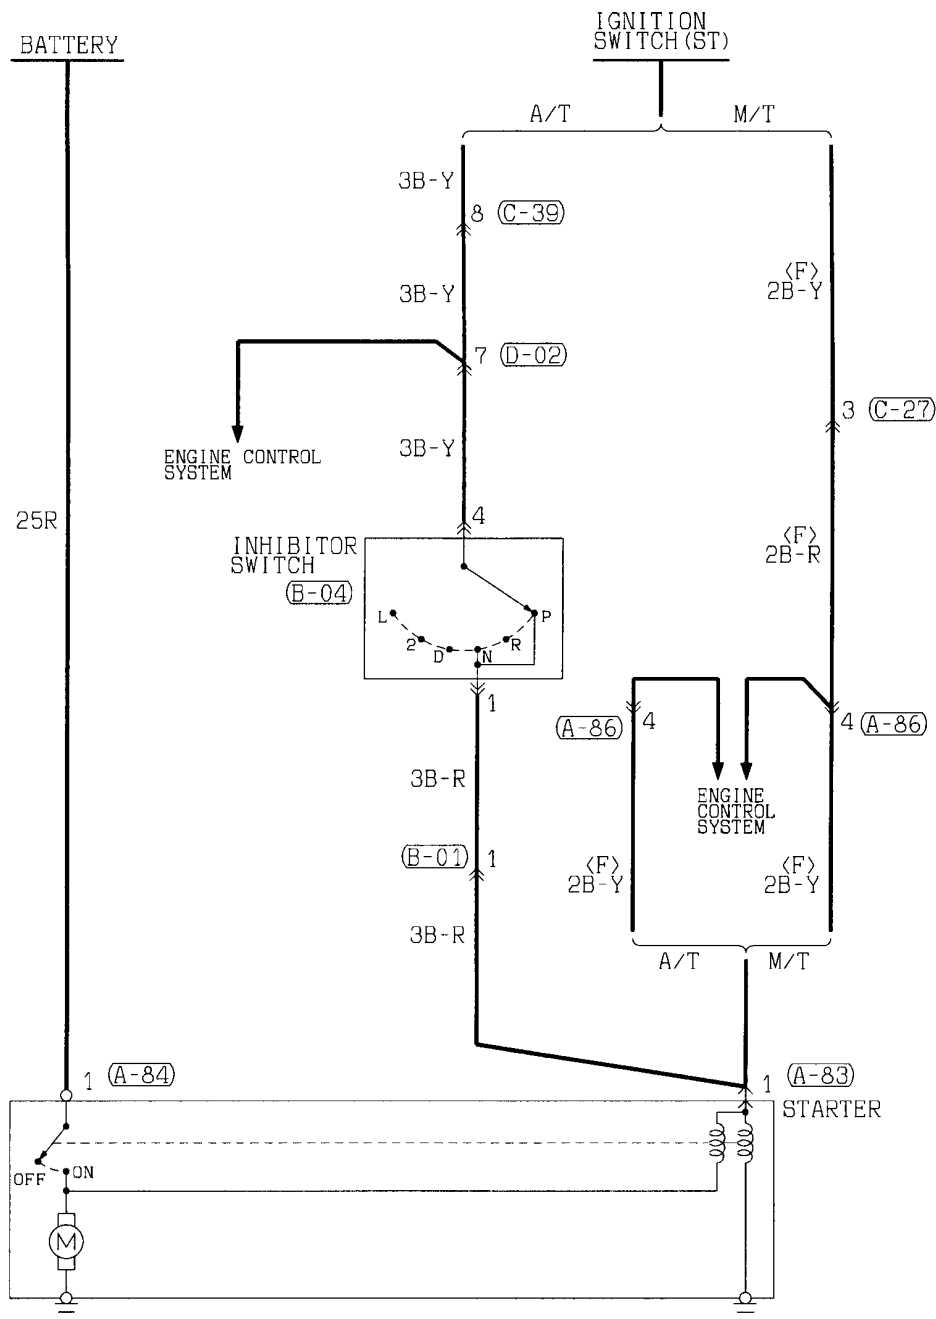 IGNITION
SWITCH(ST)
BATTERY
A/T
M/T
3B-Y
8 (C-39)
<F>
2B-Y
3B-Y
7 (D-02)
3 (C-27)
ENGINE CONTROL
SYSTEM
3B-Y
4
25R
<F>
2B-R
INHIBITOR
SWITCH
(B-04)
L
2
D
N
R
P
1
(A-86) 4
4 (A-86)
3B-R
ENGINE
CONTROL
SYSTEM
(B-01) 1
<F>
2B-Y
<F>
2B-Y
3B-R
A/T
M/T
1 (A-84)
1 (A-83)
STARTER
OFF
ON
M